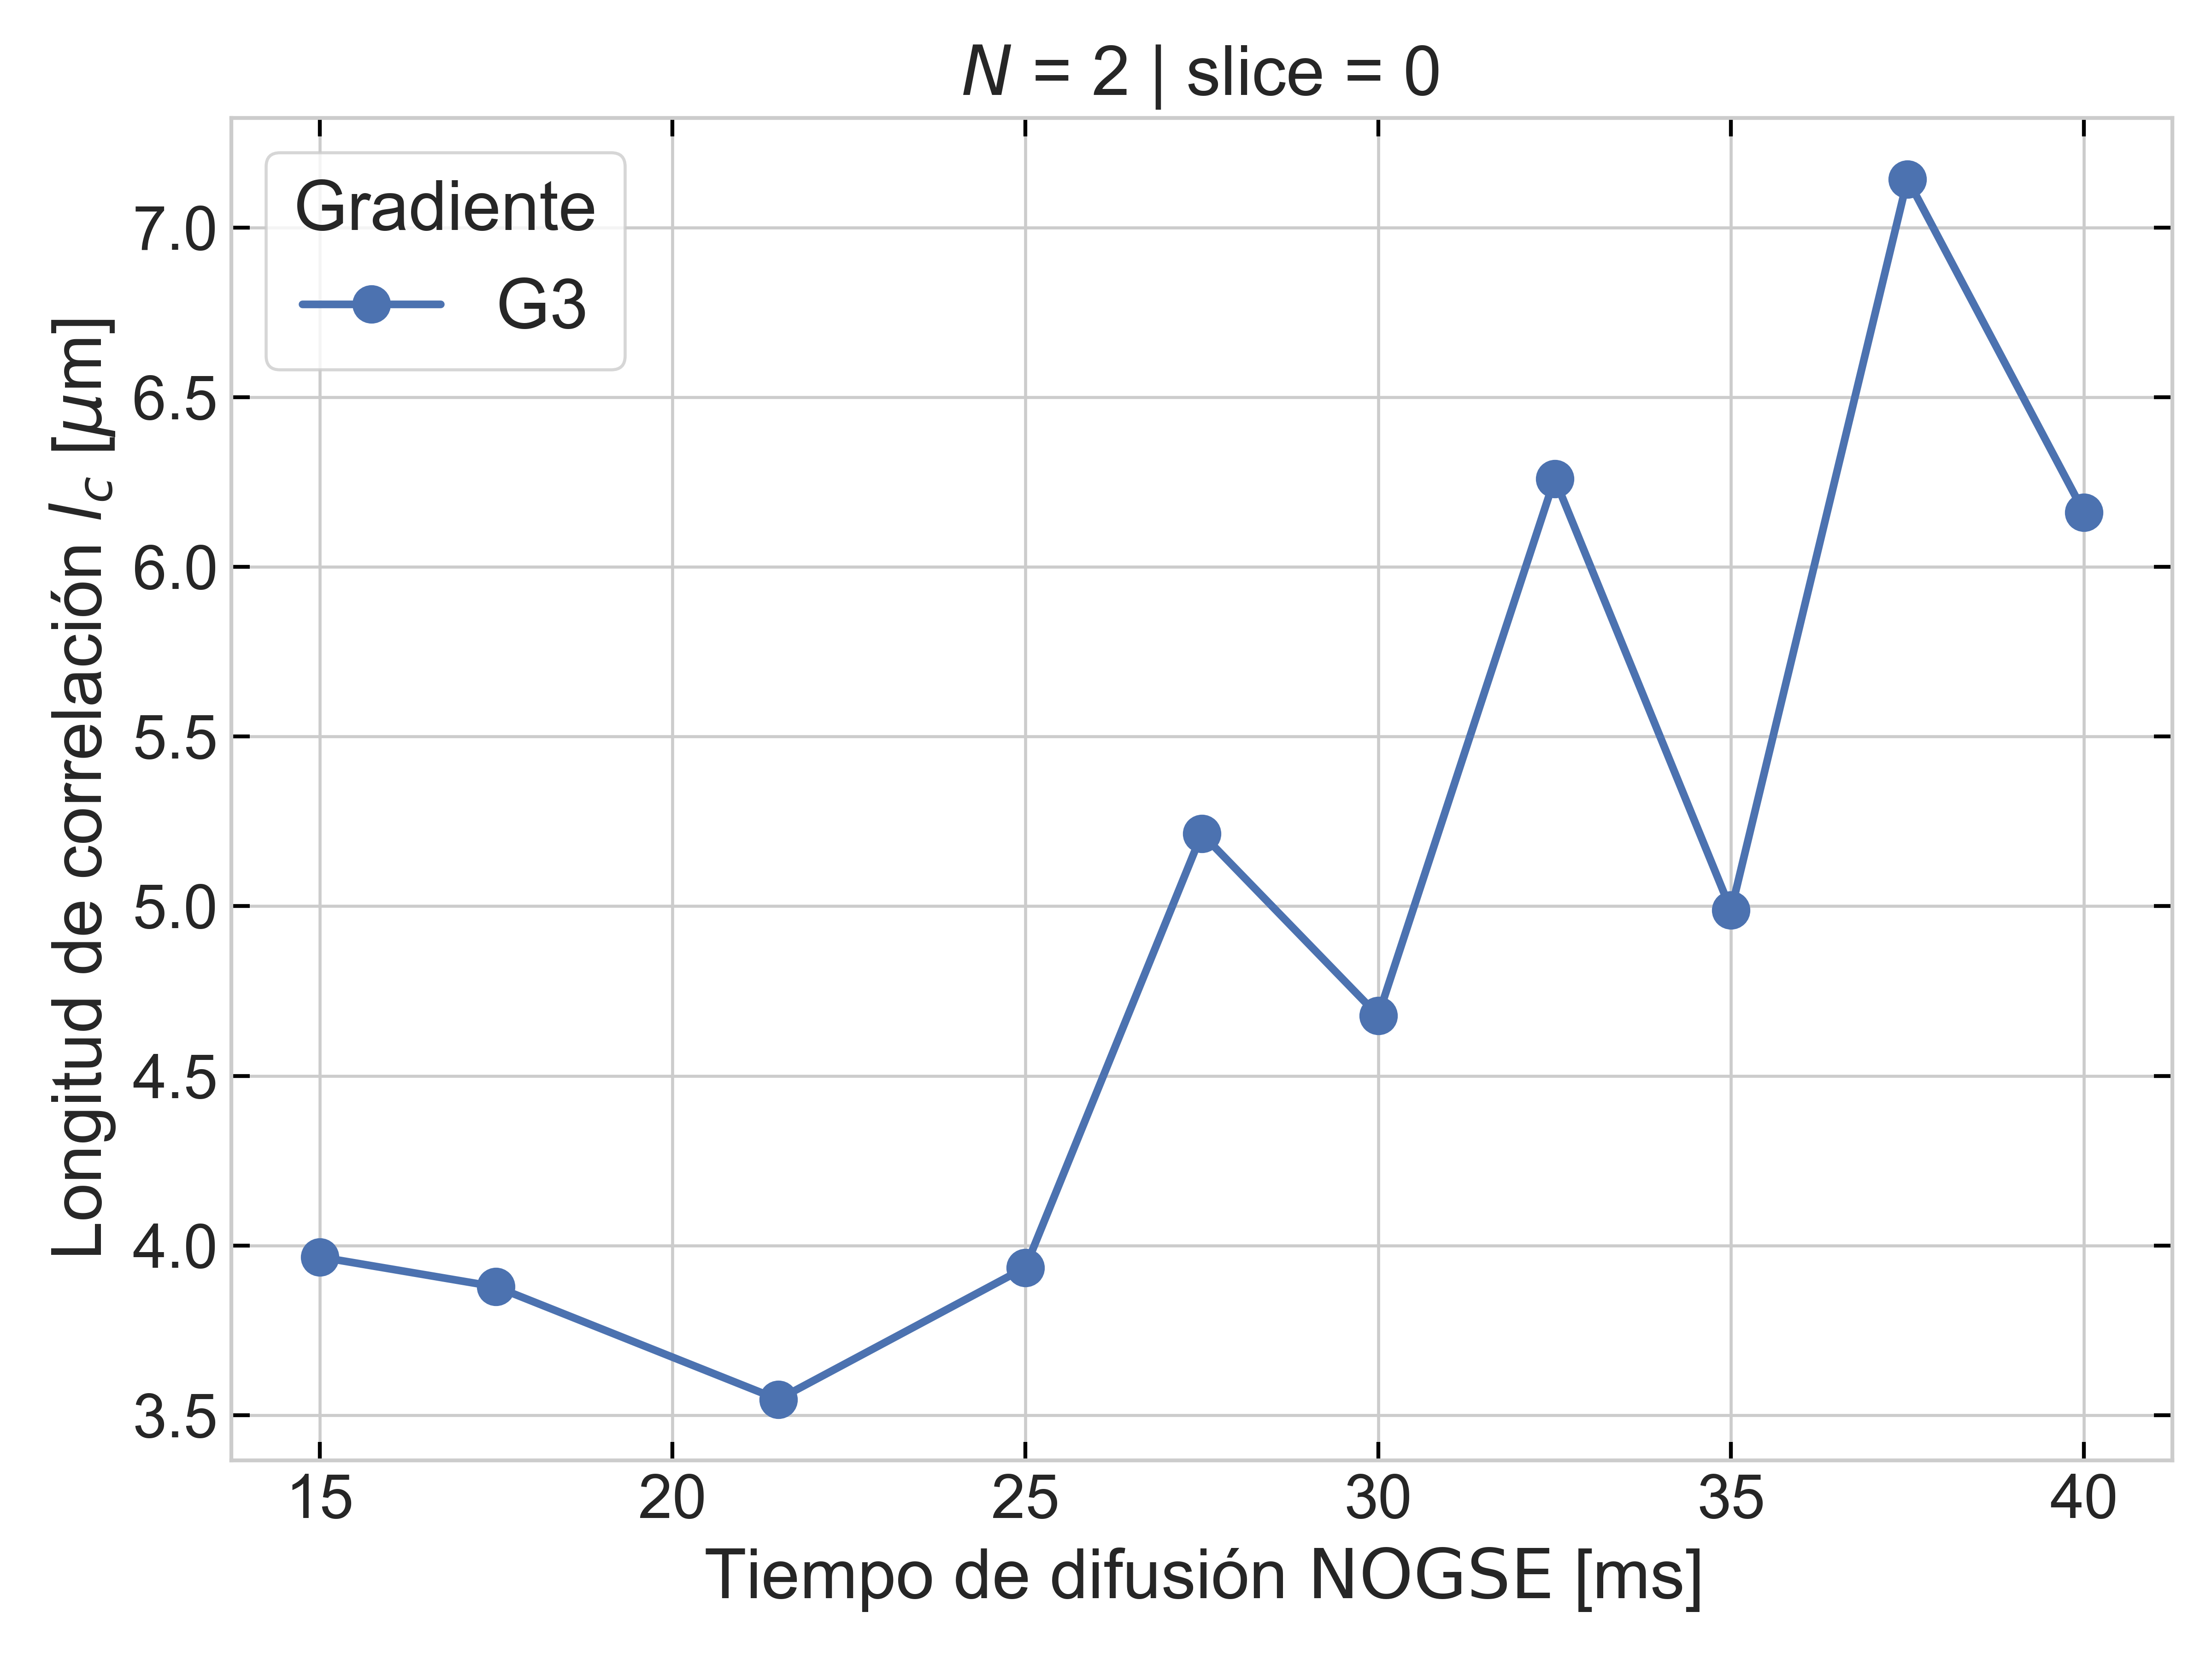 N = 2 | slice = 0
Gradiente
G3
Longitud de correlación l_c [μm]
7.0
6.5
6.0
5.5
5.0
4.5
4.0
3.5
15 20 25 30 35 40
Tiempo de difusión NOGSE [ms]